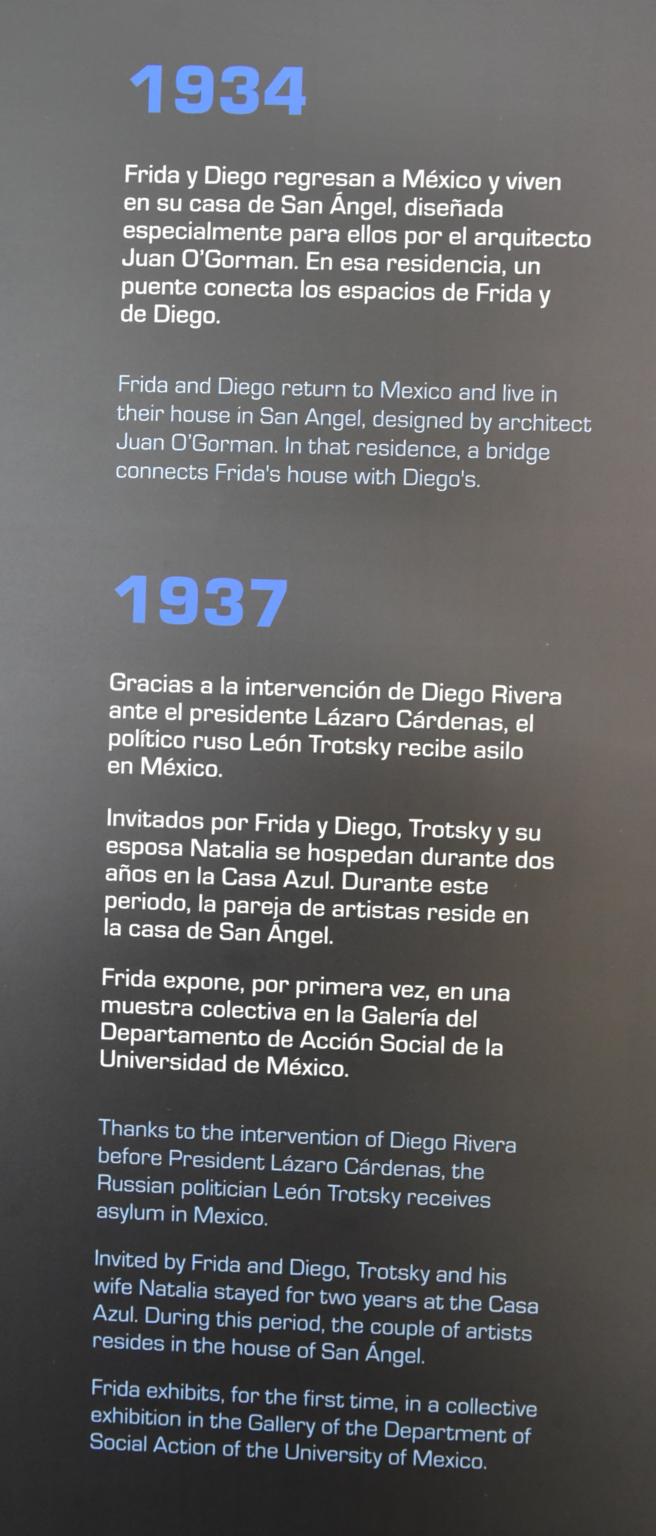 1934
Frida y Diego regresan a México y viven
en su casa de San Ángel, diseñada
especialmente para ellos por el arquitecto
Juan O'Gorman. En esa residencia, un
puente conecta los espacios de Frida y
de Diego.
Frida and Diego return to Mexico and live in
their house in San Angel, designed by architect
Juan O'Gorman. In that residence, a bridge
connects Frida's house with Diego's.
1937
Gracias a la intervención de Diego Rivera
ante el presidente Lázaro Cárdenas, el
político ruso León Trotsky recibe asilo
en México.
Invitados por Frida y Diego, Trotsky y su
esposa Natalia se hospedan durante dos
años en la Casa Azul. Durante este
periodo, la pareja de artistas reside en
la casa de San Ángel.
Frida expone, por primera vez, en una
muestra colectiva en la Galería del
Departamento de Acción Social de la
Universidad de México.
Thanks to the intervention of Diego Rivera
before President Lázaro Cárdenas, the
Russian politician León Trotsky receives
asylum in Mexico.
Invited by Frida and Diego, Trotsky and his
wife Natalia stayed for two years at the Casa
Azul. During this period, the couple of artists
resides in the house of San Ángel.
Frida exhibits, for the first time, in a collective
exhibition in the Gallery of the Department of
Social Action of the University of Mexico.